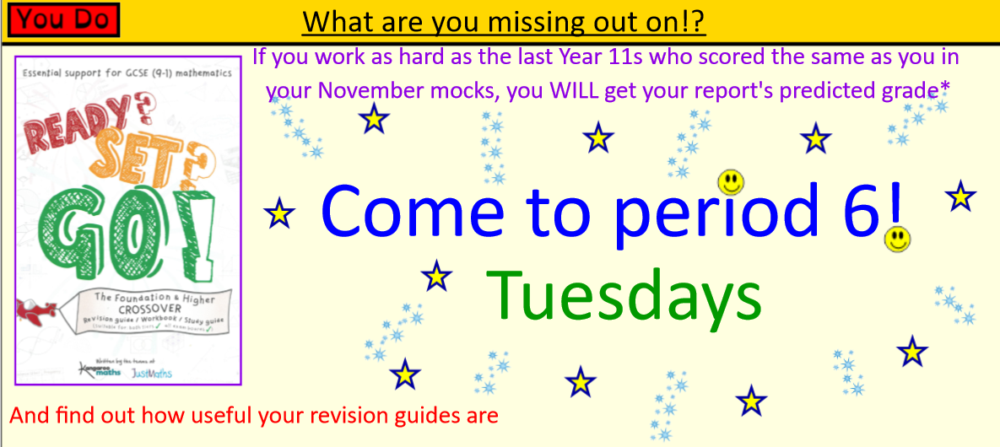 You Do
What are you missing out on!?
If you work as hard as the last Year 11s who scored the same as you in
your November mocks, you WILL get your report's predicted grade*
Essential support for GCSE (9-1) mathematics
READY?
SET?
GO!
The Foundation & Higher
CROSSOVER
Revision guide / Workbook / Study guide
(Suitable for both tiers ✓ all exam boards ✓)
Written by the teams at
Kangaroo maths
JustMaths
Come to period 6!
Tuesdays
And find out how useful your revision guides are